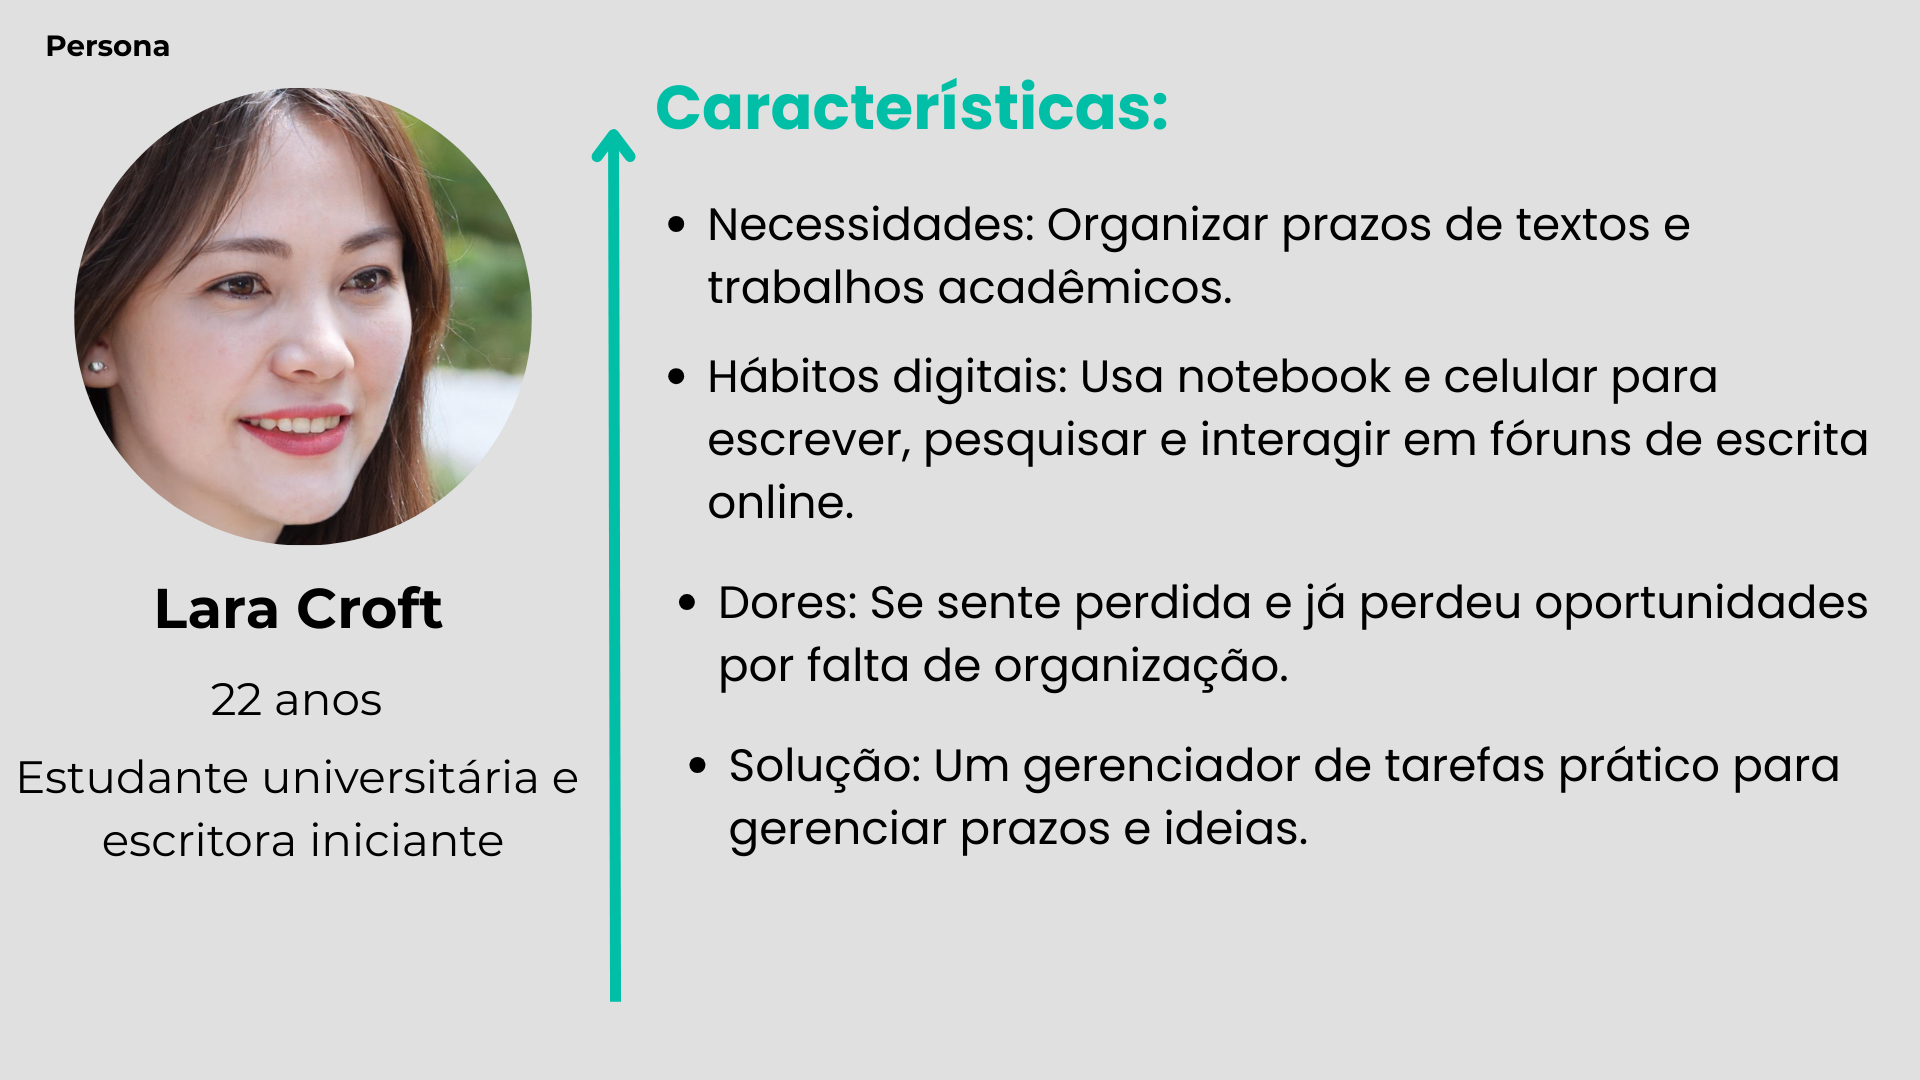 Persona
Lara Croft
22 anos
Estudante universitária e
escritora iniciante
Características:
• Necessidades: Organizar prazos de textos e
trabalhos acadêmicos.
• Hábitos digitais: Usa notebook e celular para
escrever, pesquisar e interagir em fóruns de escrita
online.
• Dores: Se sente perdida e já perdeu oportunidades
por falta de organização.
• Solução: Um gerenciador de tarefas prático para
gerenciar prazos e ideias.